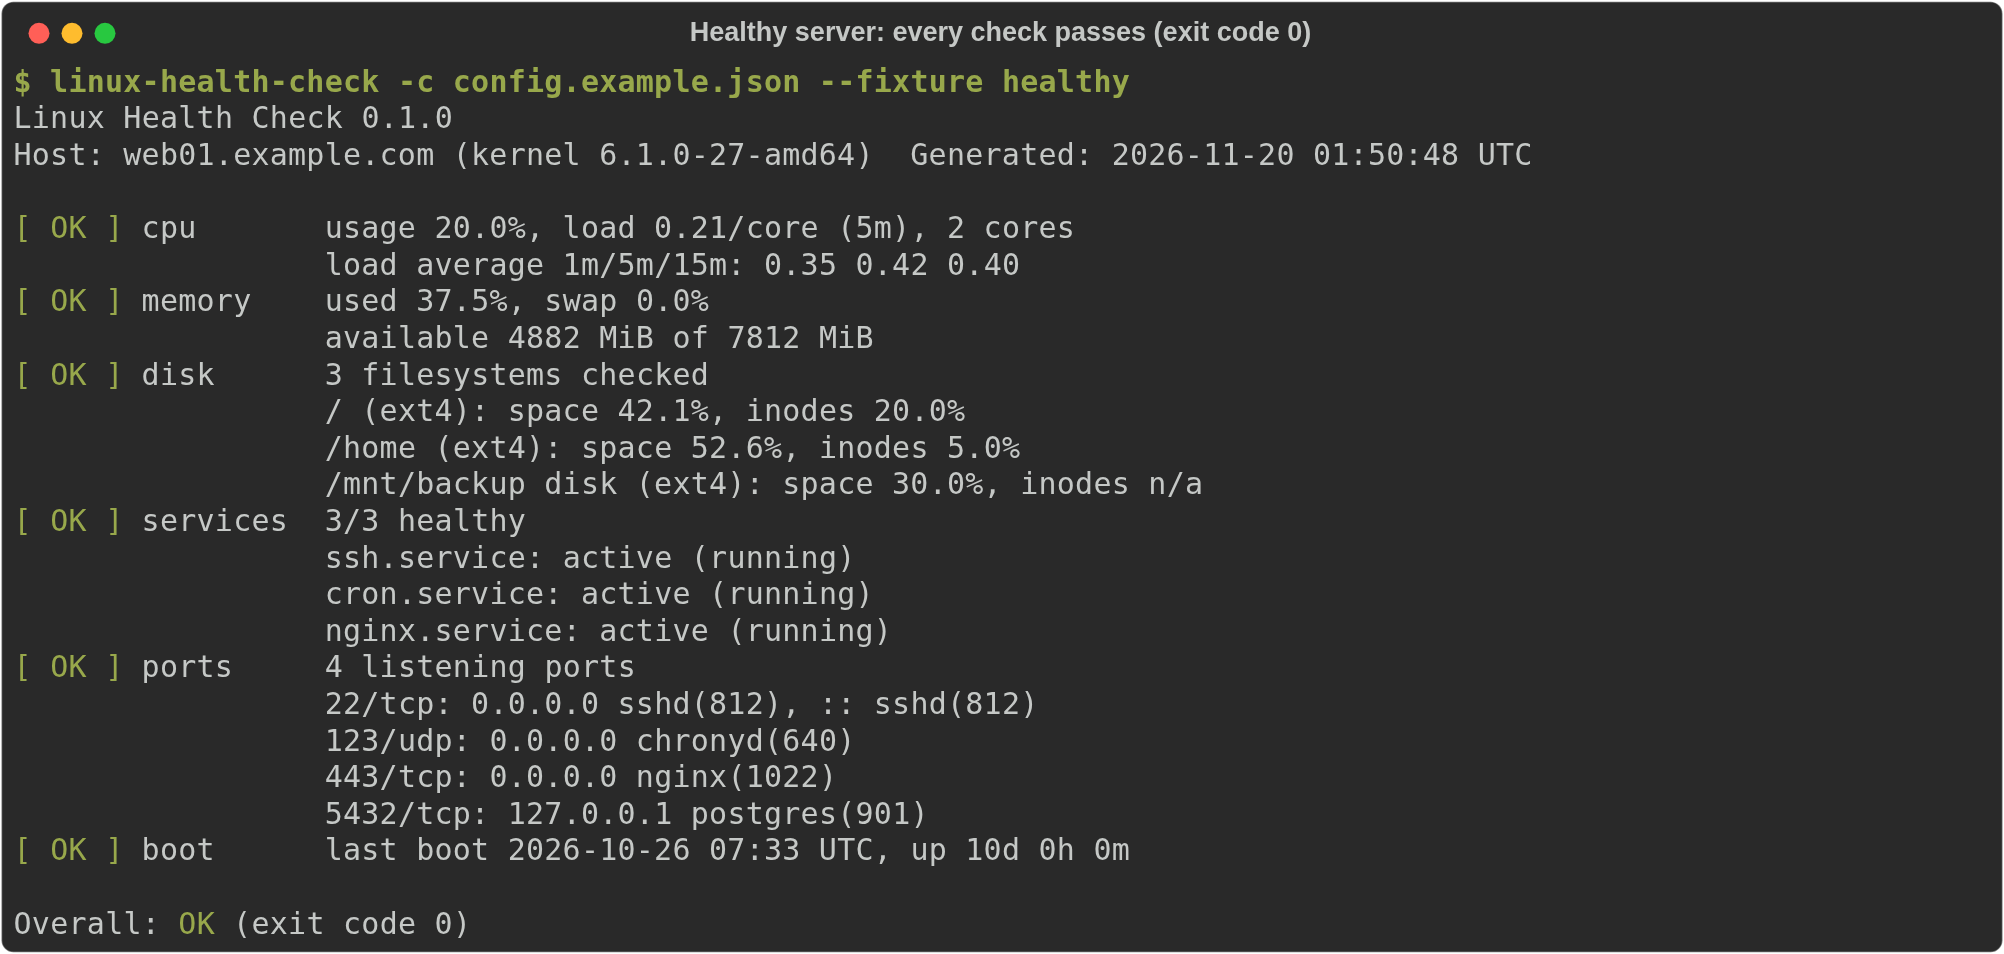 Healthy server: every check passes (exit code 0)
$ linux-health-check -c config.example.json --fixture healthy
Linux Health Check 0.1.0
Host: web01.example.com (kernel 6.1.0-27-amd64)  Generated: 2026-11-20 01:50:48 UTC
[ OK ] cpu       usage 20.0%, load 0.21/core (5m), 2 cores
                 load average 1m/5m/15m: 0.35 0.42 0.40
[ OK ] memory    used 37.5%, swap 0.0%
                 available 4882 MiB of 7812 MiB
[ OK ] disk      3 filesystems checked
                 / (ext4): space 42.1%, inodes 20.0%
                 /home (ext4): space 52.6%, inodes 5.0%
                 /mnt/backup disk (ext4): space 30.0%, inodes n/a
[ OK ] services  3/3 healthy
                 ssh.service: active (running)
                 cron.service: active (running)
                 nginx.service: active (running)
[ OK ] ports     4 listening ports
                 22/tcp: 0.0.0.0 sshd(812), :: sshd(812)
                 123/udp: 0.0.0.0 chronyd(640)
                 443/tcp: 0.0.0.0 nginx(1022)
                 5432/tcp: 127.0.0.1 postgres(901)
[ OK ] boot      last boot 2026-10-26 07:33 UTC, up 10d 0h 0m
Overall: OK (exit code 0)